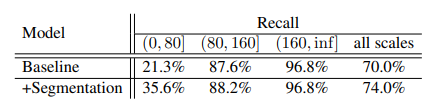 Model Recall
(0, 80] (80, 160] (160, inf] all scales
Baseline 21.3% 87.6% 96.8% 70.0%
+Segmentation 35.6% 88.2% 96.8% 74.0%